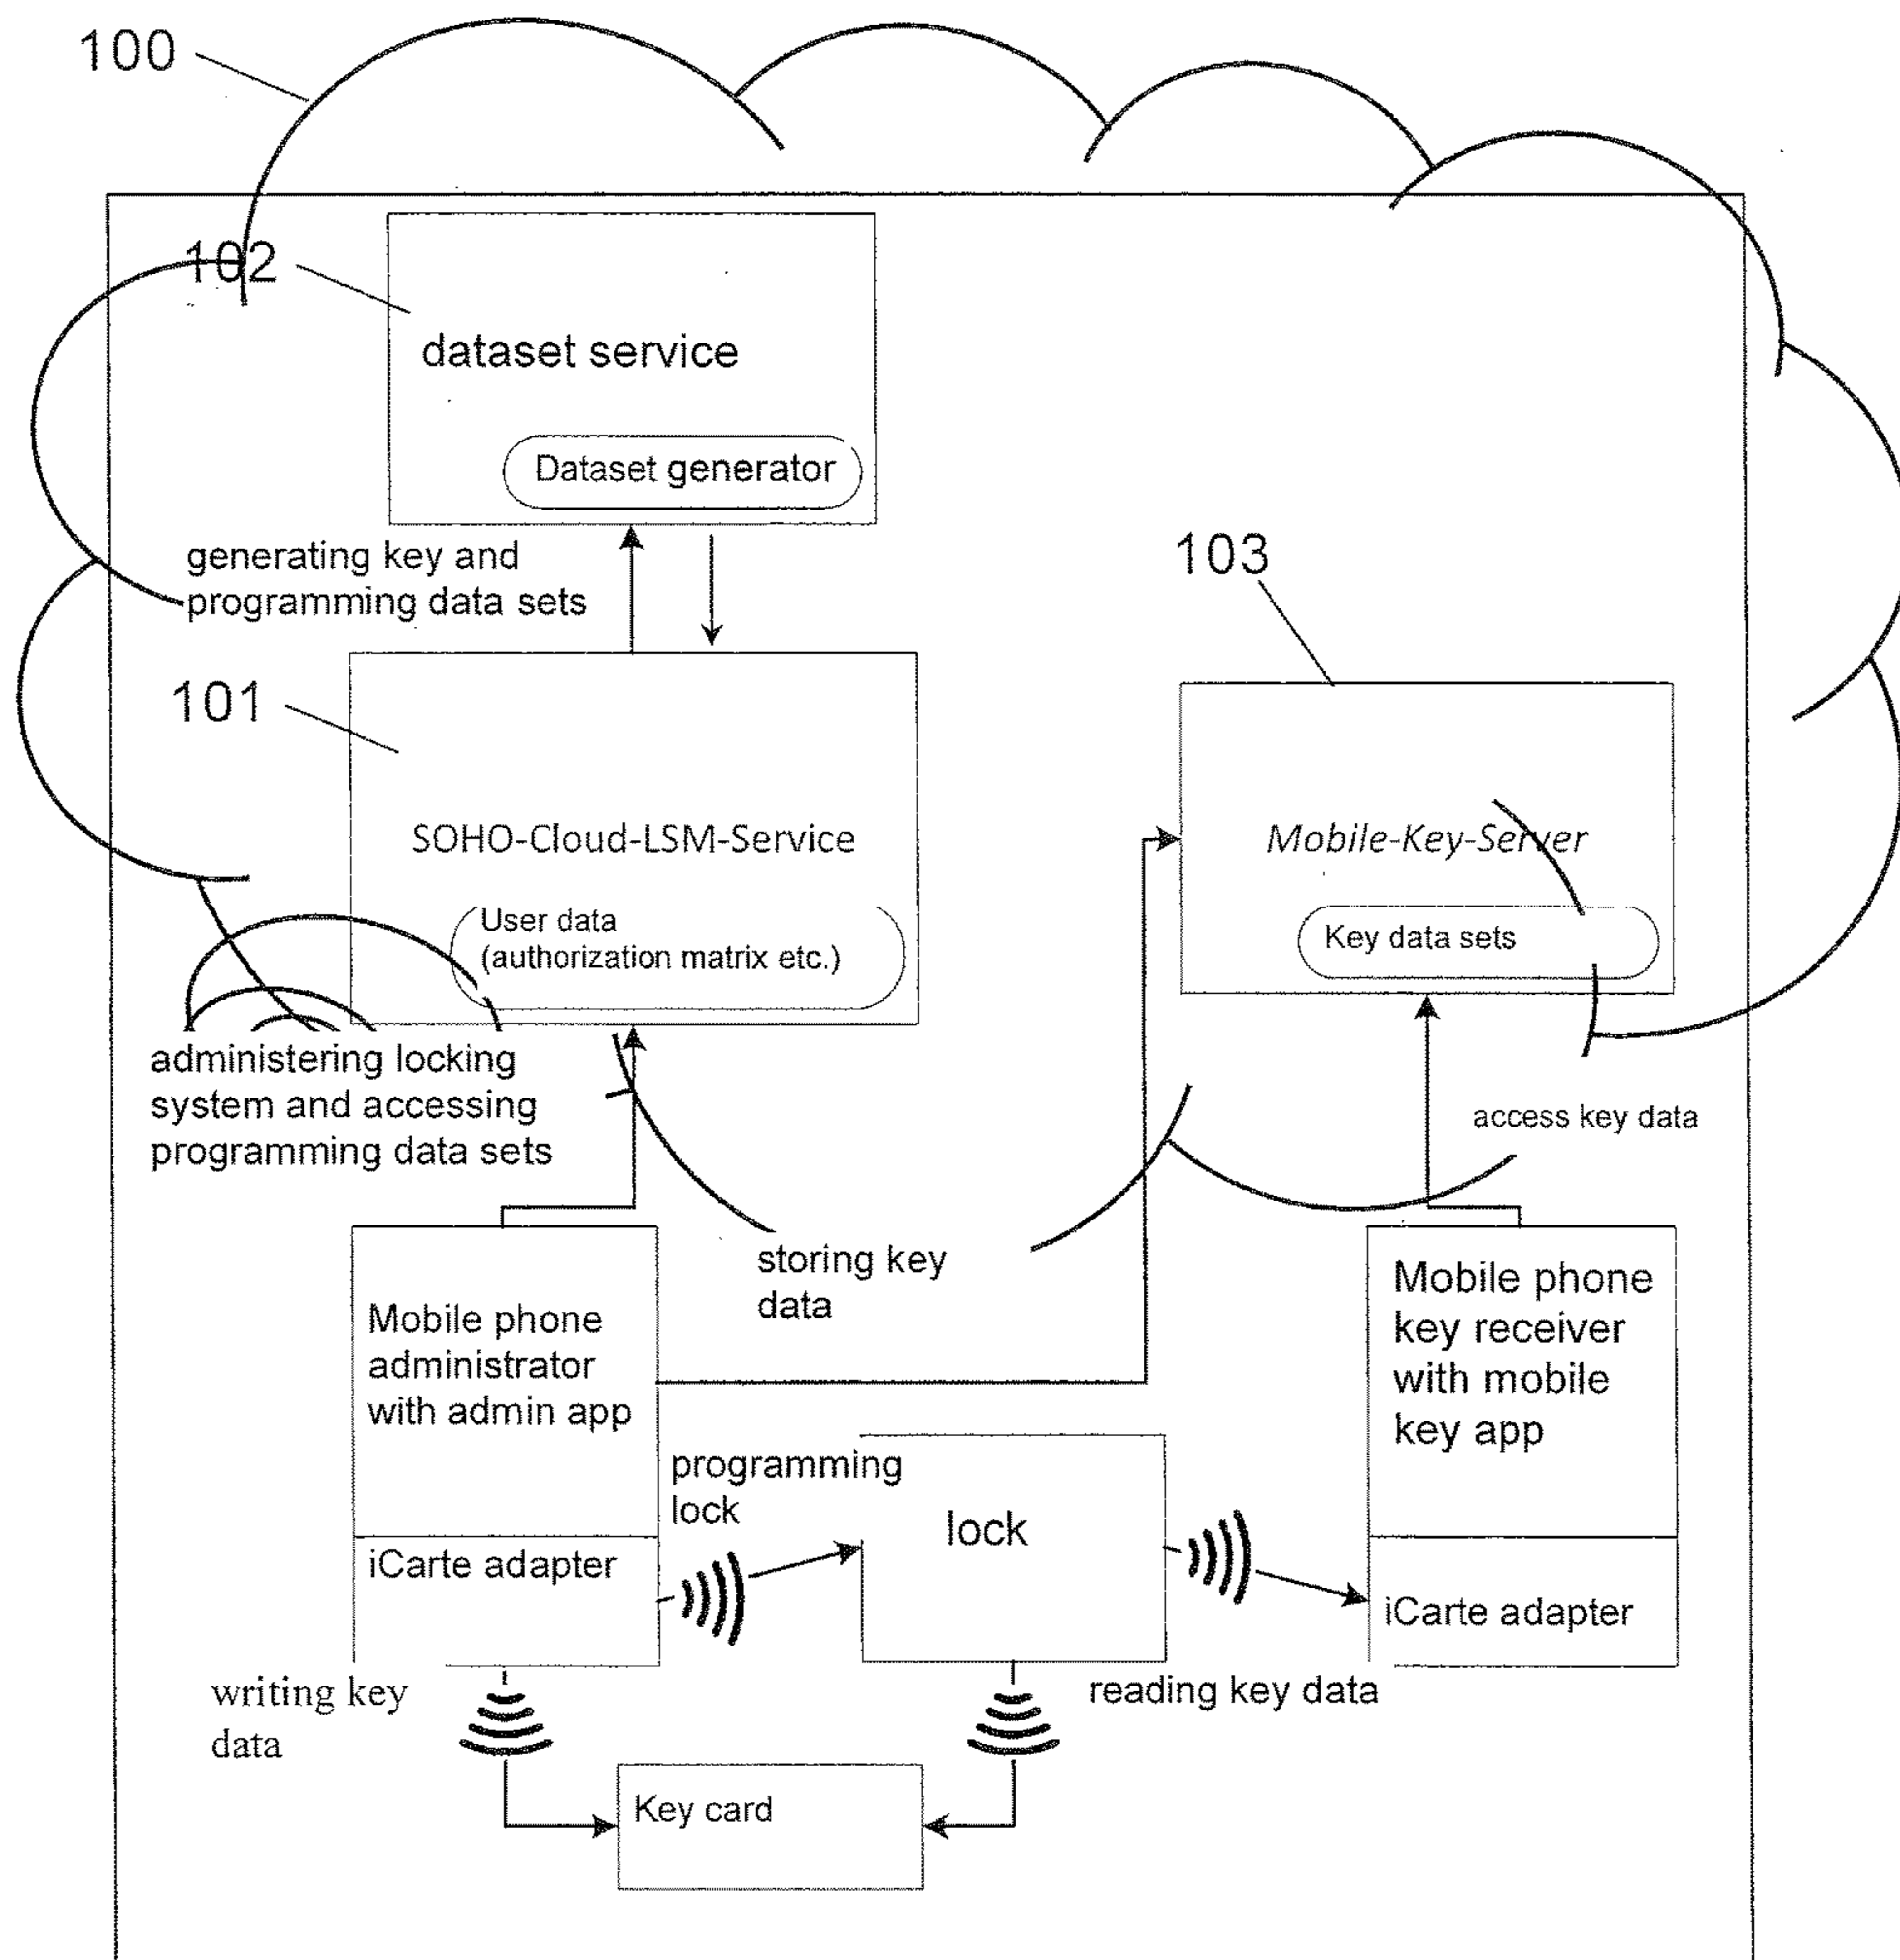 100
102
dataset service
Dataset generator
generating key and
programming data sets
103
101
SOHO-Cloud-LSM-Service
User data
(authorization matrix etc.)
Mobile-Key-Server
Key data sets
administering locking
system and accessing
programming data sets
access key data
storing key
data
Mobile phone
administrator
with admin app
Mobile phone
key receiver
with mobile
key app
programming
lock
lock
iCarte adapter
iCarte adapter
writing key
data
reading key data
Key card